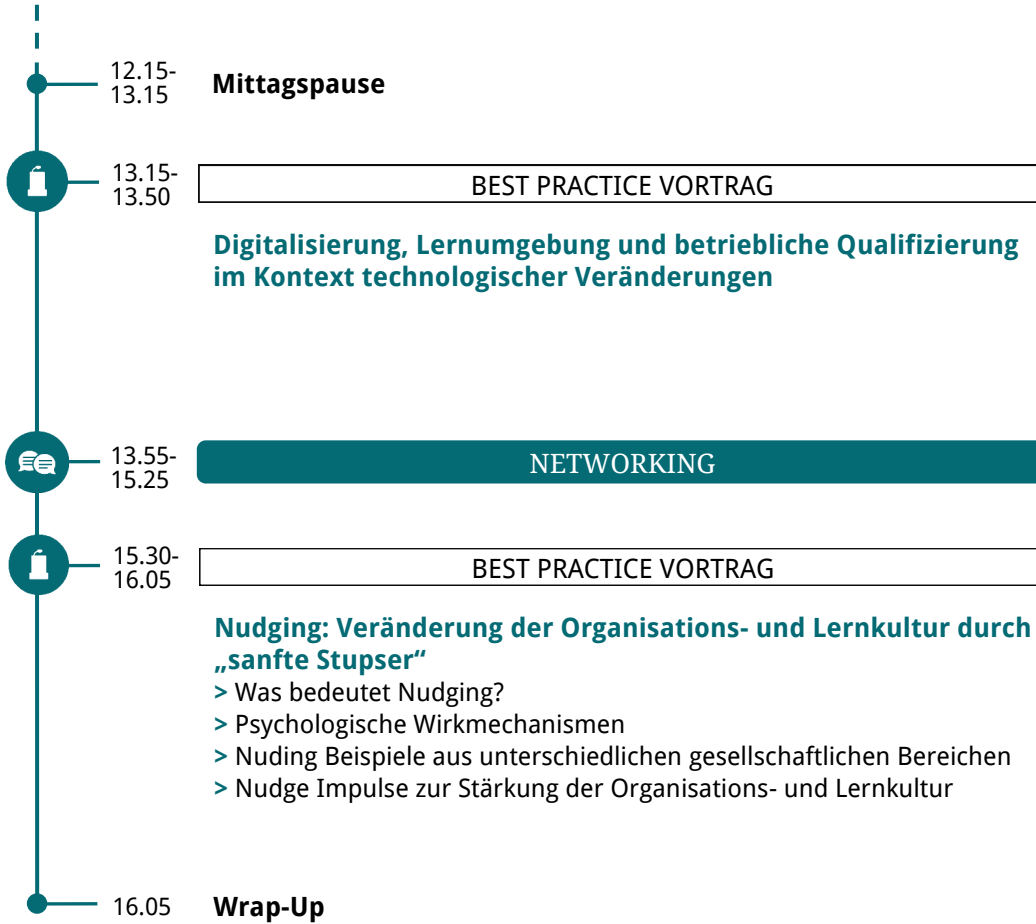 12.15-
13.15
Mittagspause
13.15-
13.50
BEST PRACTICE VORTRAG
Digitalisierung, Lernumgebung und betriebliche Qualifizierung
im Kontext technologischer Veränderungen
13.55-
15.25
NETWORKING
15.30-
16.05
BEST PRACTICE VORTRAG
Nudging: Veränderung der Organisations- und Lernkultur durch
„sanfte Stupser“
> Was bedeutet Nudging?
> Psychologische Wirkmechanismen
> Nuding Beispiele aus unterschiedlichen gesellschaftlichen Bereichen
> Nudge Impulse zur Stärkung der Organisations- und Lernkultur
16.05 Wrap-Up